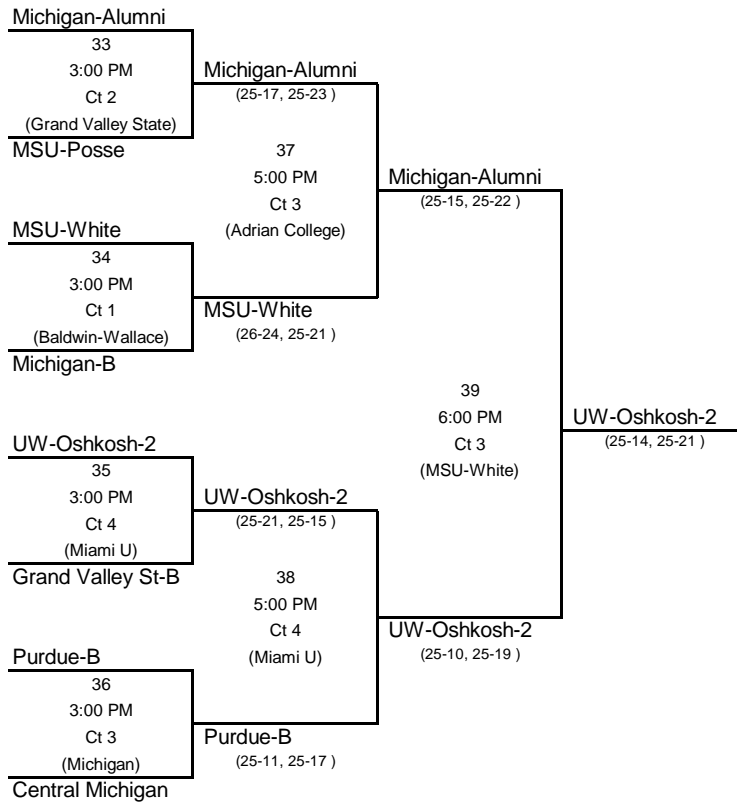 Michigan-Alumni
33
3:00 PM
Ct 2
(Grand Valley State)
MSU-Posse
Michigan-Alumni
(25-17, 25-23 )
37
5:00 PM
Ct 3
(Adrian College)
MSU-White
34
3:00 PM
Ct 1
(Baldwin-Wallace)
Michigan-B
MSU-White
(26-24, 25-21 )
Michigan-Alumni
(25-15, 25-22 )
39
6:00 PM
Ct 3
(MSU-White)
UW-Oshkosh-2
(25-14, 25-21 )
UW-Oshkosh-2
35
3:00 PM
Ct 4
(Miami U)
Grand Valley St-B
UW-Oshkosh-2
(25-21, 25-15 )
38
5:00 PM
Ct 4
(Miami U)
UW-Oshkosh-2
(25-10, 25-19 )
Purdue-B
36
3:00 PM
Ct 3
(Michigan)
Central Michigan
Purdue-B
(25-11, 25-17 )